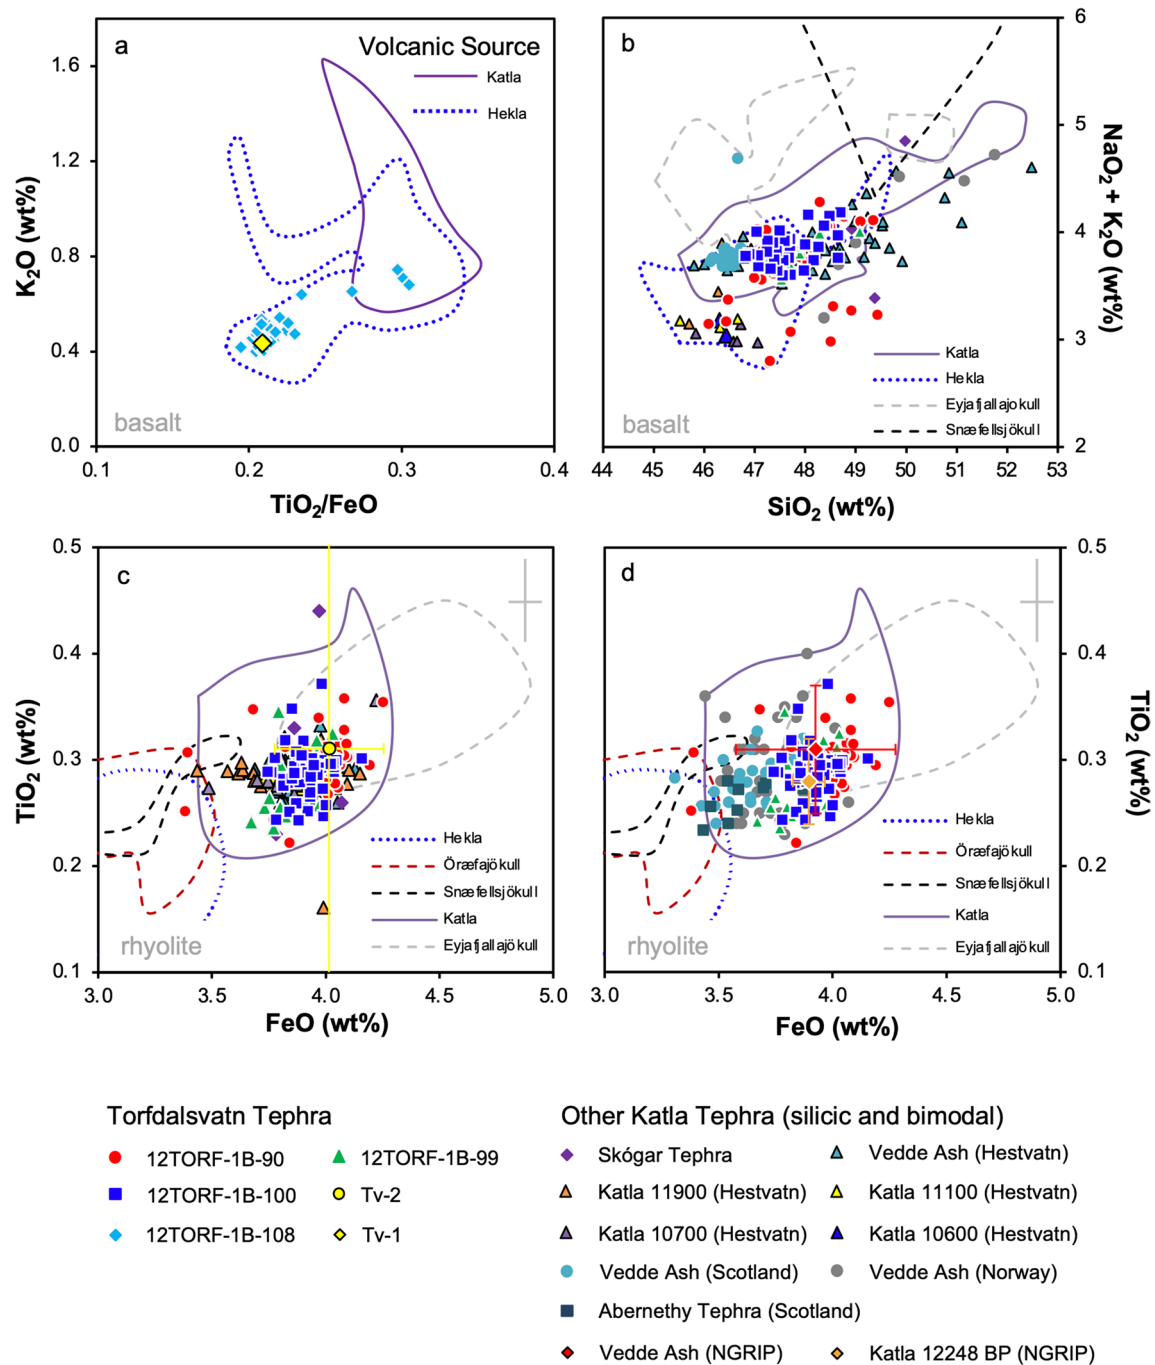 a
Volcanic Source
Katla
Hekla
1.6
1.2
0.8
0.4
0.0
K2O (wt%)
basalt
0.1
0.2
0.3
0.4
TiO2/FeO
b
6
5
4
3
2
NaO2 + K2O (wt%)
Katla
Hekla
Eyjafjallajokull
Snæfellsjökull
basalt
44
45
46
47
48
49
50
51
52
53
SiO2 (wt%)
c
0.5
0.4
0.3
0.2
0.1
TiO2 (wt%)
Hekla
Öræfajökull
Snæfellsjökull
Katla
Eyjafjallajökull
rhyolite
3.0
3.5
4.0
4.5
5.0
FeO (wt%)
d
0.5
0.4
0.3
0.2
0.1
TiO2 (wt%)
Hekla
Öræfajökull
Snæfellsjökull
Katla
Eyjafjallajökull
rhyolite
3.0
3.5
4.0
4.5
5.0
FeO (wt%)
Torfdalsvatn Tephra
12TORF-1B-90
12TORF-1B-99
12TORF-1B-100
Tv-2
12TORF-1B-108
Tv-1
Other Katla Tephra (silicic and bimodal)
Skógar Tephra
Vedde Ash (Hestvatn)
Katla 11900 (Hestvatn)
Katla 11100 (Hestvatn)
Katla 10700 (Hestvatn)
Katla 10600 (Hestvatn)
Vedde Ash (Scotland)
Vedde Ash (Norway)
Abernethy Tephra (Scotland)
Vedde Ash (NGRIP)
Katla 12248 BP (NGRIP)